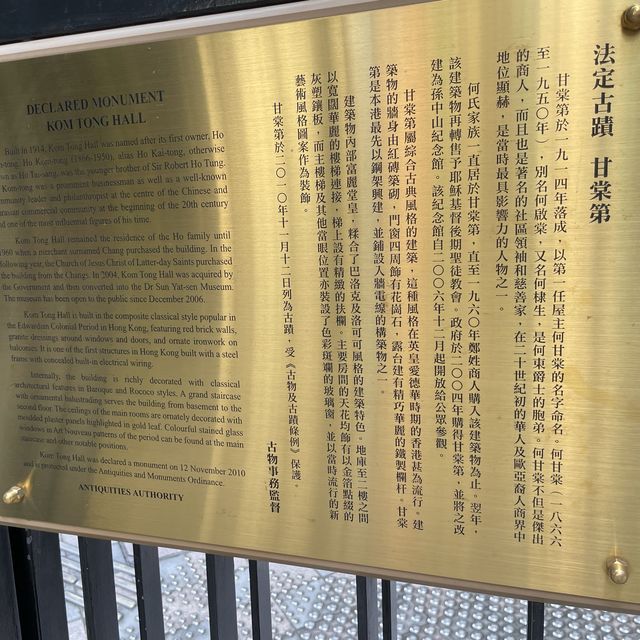 DECLARED MONUMENT
KOM TONG HALL
Built in 1914, Kom Tong Hall was named after its first owner, Ho
Kom-tong. Ho Kom-tong (1866-1950), alias Ho Kai-tong, otherwise
known as Ho Tai-sang, was the younger brother of Sir Robert Ho Tung.
Ho Kom-tong was a prominent businessman as well as a well-known
community leader and philanthropist at the centre of the Chinese and
Eurasian commercial community at the beginning of the 20th century
and one of the most influential figures of his time.
Kom Tong Hall remained the residence of the Ho family until
1960 when a merchant surnamed Chang purchased the building. In the
following year, the Church of Jesus Christ of Latter-day Saints purchased
the building from the Changs. In 2004, Kom Tong Hall was acquired by
the Government and then converted into the Dr Sun Yat-sen Museum.
The museum has been open to the public since December 2006.
Kom Tong Hall is built in the composite classical style popular in
the Edwardian Colonial Period in Hong Kong, featuring red brick walls,
granite dressings around windows and doors, and ornate ironwork on
balconies. It is one of the first structures in Hong Kong built with a steel
frame with concealed built-in electrical wiring.
Internally, the building is richly decorated with classical
architectural features in Baroque and Rococo styles. A grand staircase
with ornamental balustrading serves the building from basement to the
second floor. The ceilings of the main rooms are ornately decorated with
moulded plaster panels highlighted in gold leaf. Colourful stained glass
windows in Art Nouveau patterns of the period can be found at the main
staircase and other notable positions.
Kom Tong Hall was declared a monument on 12 November 2010
and is protected under the Antiquities and Monuments Ordinance.
ANTIQUITIES AUTHORITY
法定古蹟 甘棠第
甘棠第於一九一四年落成，以第一任屋主何甘棠的名字命名。何甘棠（一八六六
至一九五０年），別名何啟棠，又名何棣生，是何東爵士的胞弟。何甘棠不但是傑出
的商人，而且也是著名的社區領袖和慈善家，在二十世紀初的華人及歐亞裔人商界中
地位顯赫，是當時最具影響力的人物之一。
何氏家族一直居於甘棠第，直至一九六０年鄭姓商人購入該建築物為止。翌年，
該建築物再轉售予耶穌基督後期聖徒教會。政府於二００四年購得甘棠第，並將之改
建為孫中山紀念館。該紀念館自二００六年十二月起開放給公眾參觀。
甘棠第屬綜合古典風格的建築，這種風格在英皇愛德華時期的香港甚為流行。建
築物的牆身由紅磚築砌，門窗四周飾有花崗石，露台建有精巧華麗的鐵製欄杆。甘棠
第是本港最先以鋼架興建，並鋪設入牆電線的構築物之一。
建築物內部富麗堂皇，糅合了巴洛克及洛可可風格的建築特色。地庫至二樓之間
以寬闊華麗的樓梯連接，梯上設有精緻的扶欄。主要房間的天花均飾有以金箔點綴的
灰塑鑲板，而主樓梯及其他當眼位置亦裝設了色彩斑斕的玻璃窗，並以當時流行的新
藝術風格圖案作為裝飾。
甘棠第於二０一０年十一月十二日列為古蹟，受《古物及古蹟條例》保護。
古物事務監督